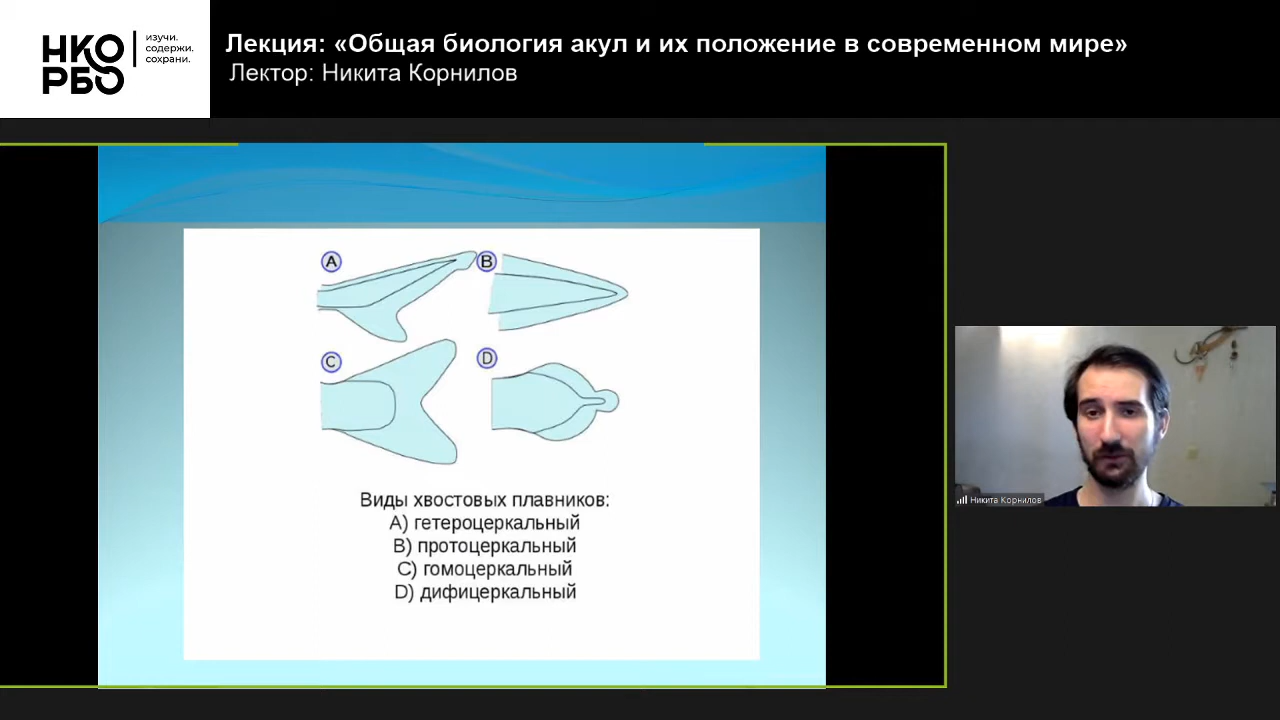 НКО
РБО
изучи.
содержи.
сохрани.
Лекция: «Общая биология акул и их положение в современном мире»
Лектор: Никита Корнилов
A
B
C
D
Виды хвостовых плавников:
A) гетероцеркальный
B) протоцеркальный
C) гомоцеркальный
D) дифицеркальный
Никита Корнилов